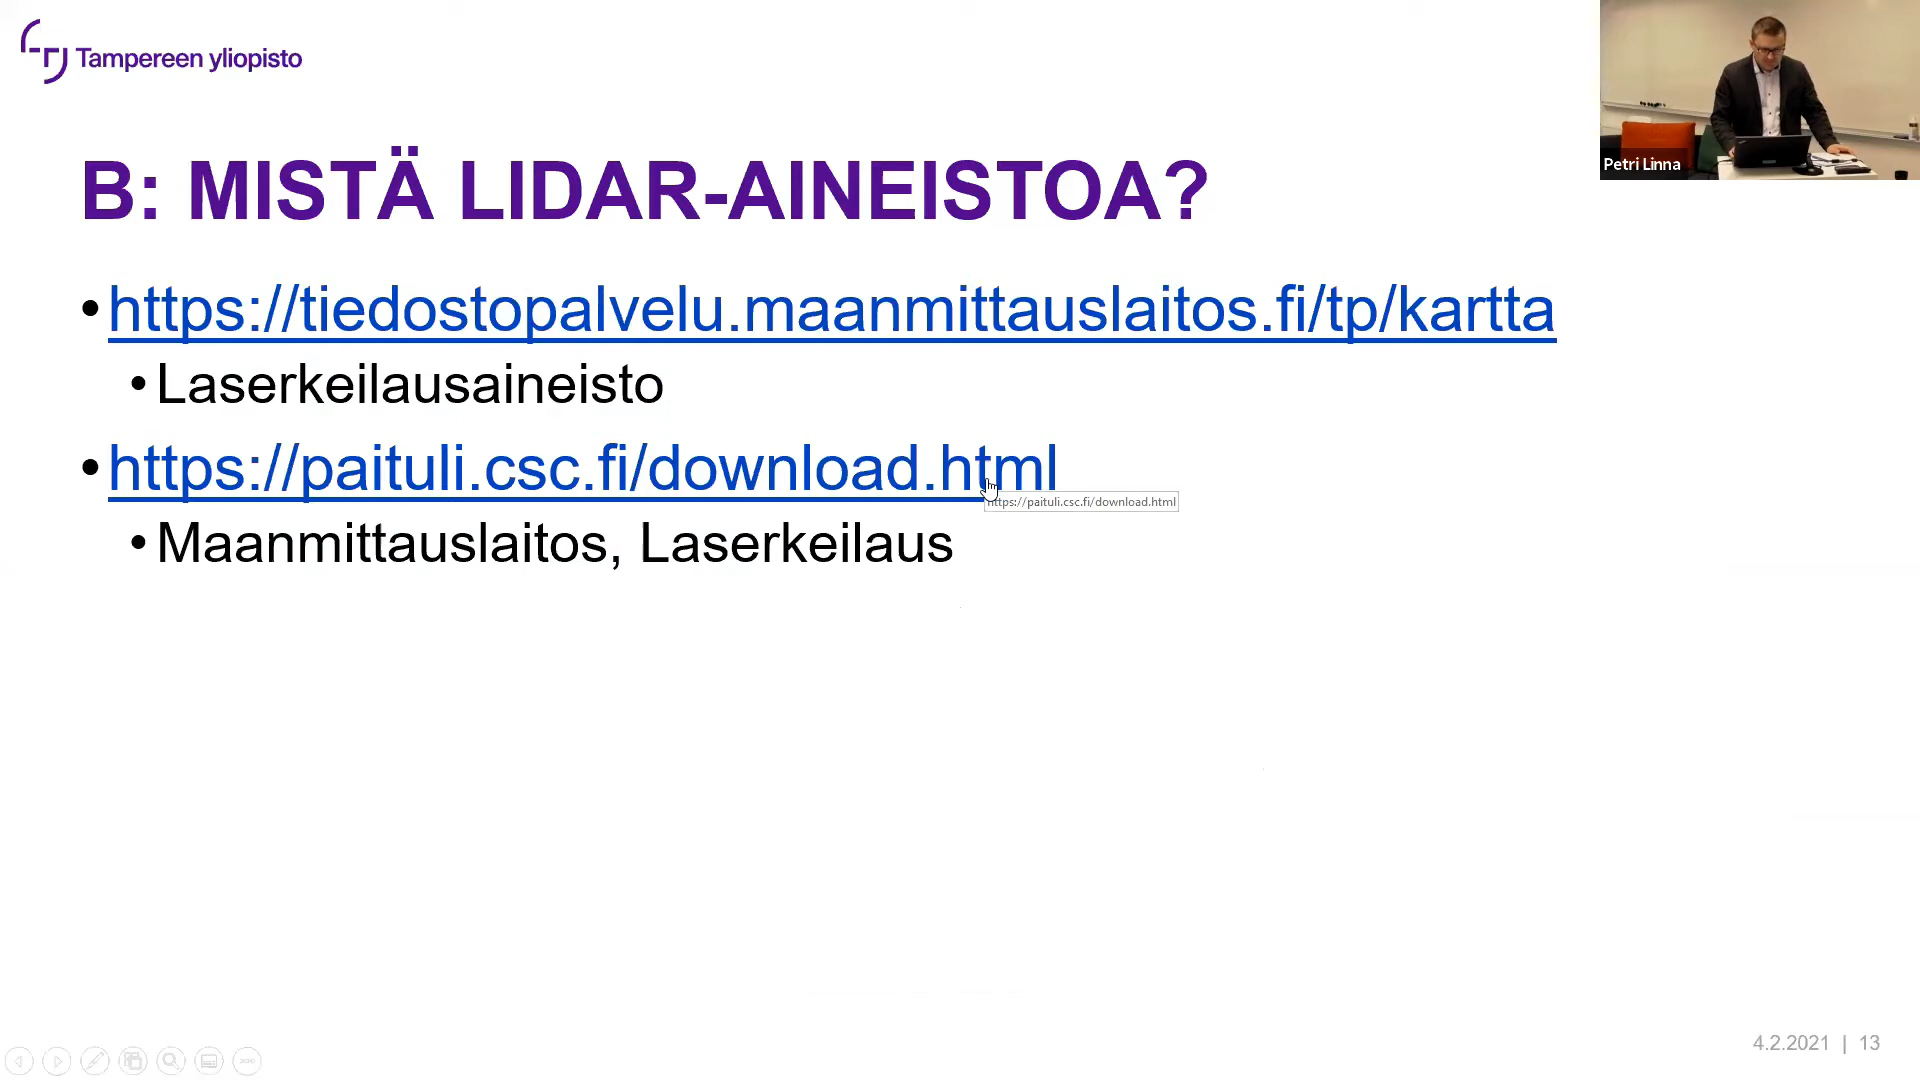 Tampereen yliopisto
Petri Linna
B: MISTÄ LIDAR-AINEISTOA?
•https://tiedostopalvelu.maanmittauslaitos.fi/tp/kartta
•Laserkeilausaineisto
•https://paituli.csc.fi/download.html
https://paituli.csc.fi/download.html
•Maanmittauslaitos, Laserkeilaus
4.2.2021 | 13